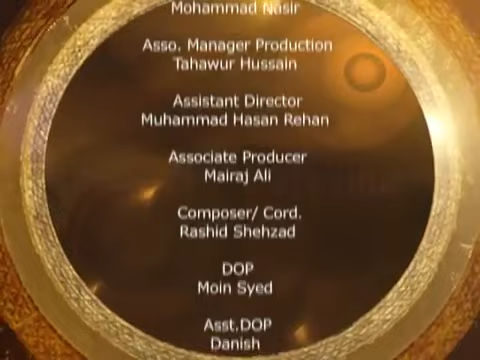 Mohammad Nasir
Asso. Manager Production
Tahawur Hussain
Assistant Director
Muhammad Hasan Rehan
Associate Producer
Mairaj Ali
Composer/ Cord.
Rashid Shehzad
DOP
Moin Syed
Asst.DOP
Danish